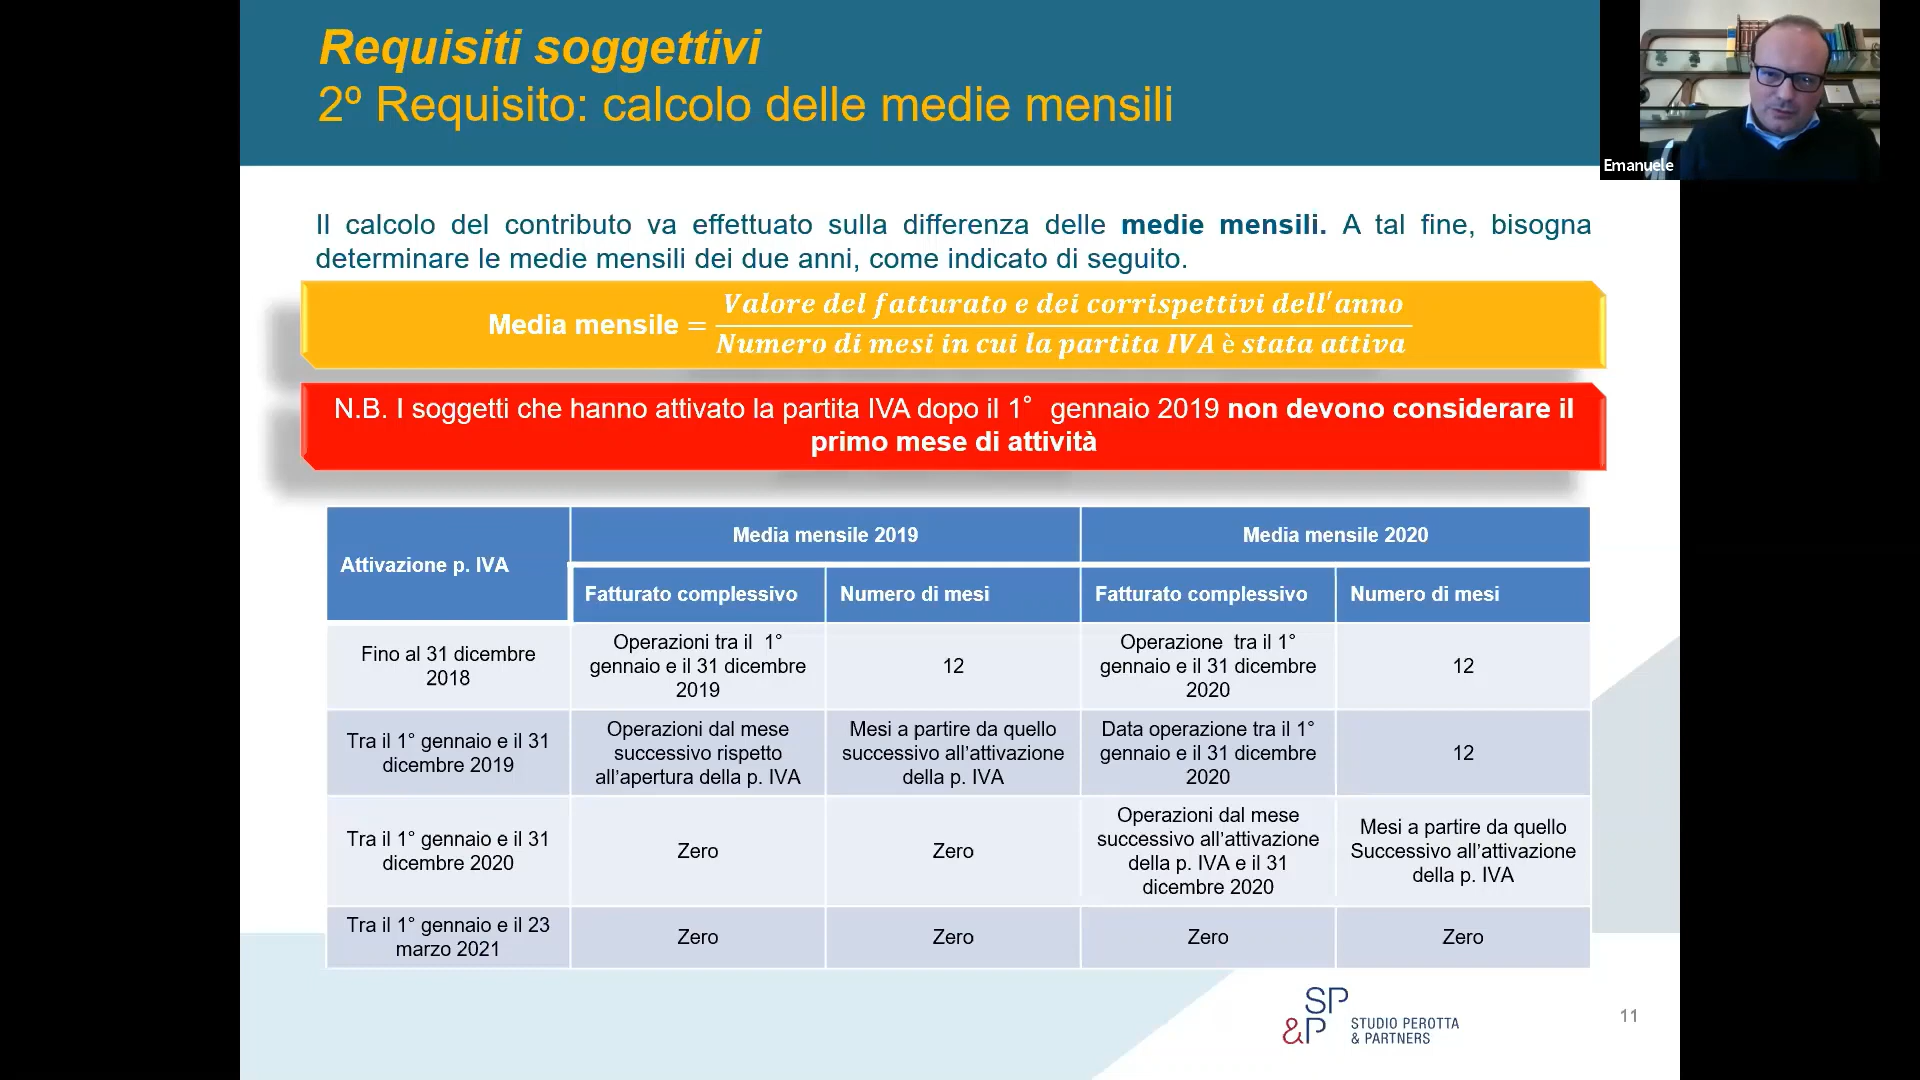 Requisiti soggettivi
2º Requisito: calcolo delle medie mensili
Emanuele
Il calcolo del contributo va effettuato sulla differenza delle medie mensili. A tal fine, bisogna
determinare le medie mensili dei due anni, come indicato di seguito.
Media mensile = Valore del fatturato e dei corrispettivi dell'anno
Numero di mesi in cui la partita IVA è stata attiva
N.B. I soggetti che hanno attivato la partita IVA dopo il 1° gennaio 2019 non devono considerare il
primo mese di attività
Attivazione p. IVA
Media mensile 2019
Media mensile 2020
Fatturato complessivo
Numero di mesi
Fatturato complessivo
Numero di mesi
Fino al 31 dicembre
2018
Operazioni tra il 1°
gennaio e il 31 dicembre
2019
12
Operazione tra il 1°
gennaio e il 31 dicembre
2020
12
Tra il 1° gennaio e il 31
dicembre 2019
Operazioni dal mese
successivo rispetto
all'apertura della p. IVA
Mesi a partire da quello
successivo all'attivazione
della p. IVA
Data operazione tra il 1°
gennaio e il 31 dicembre
2020
12
Tra il 1° gennaio e il 31
dicembre 2020
Zero
Zero
Operazioni dal mese
successivo all'attivazione
della p. IVA e il 31
dicembre 2020
Mesi a partire da quello
Successivo all'attivazione
della p. IVA
Tra il 1° gennaio e il 23
marzo 2021
Zero
Zero
Zero
Zero
SP
&P
STUDIO PEROTTA
& PARTNERS
11